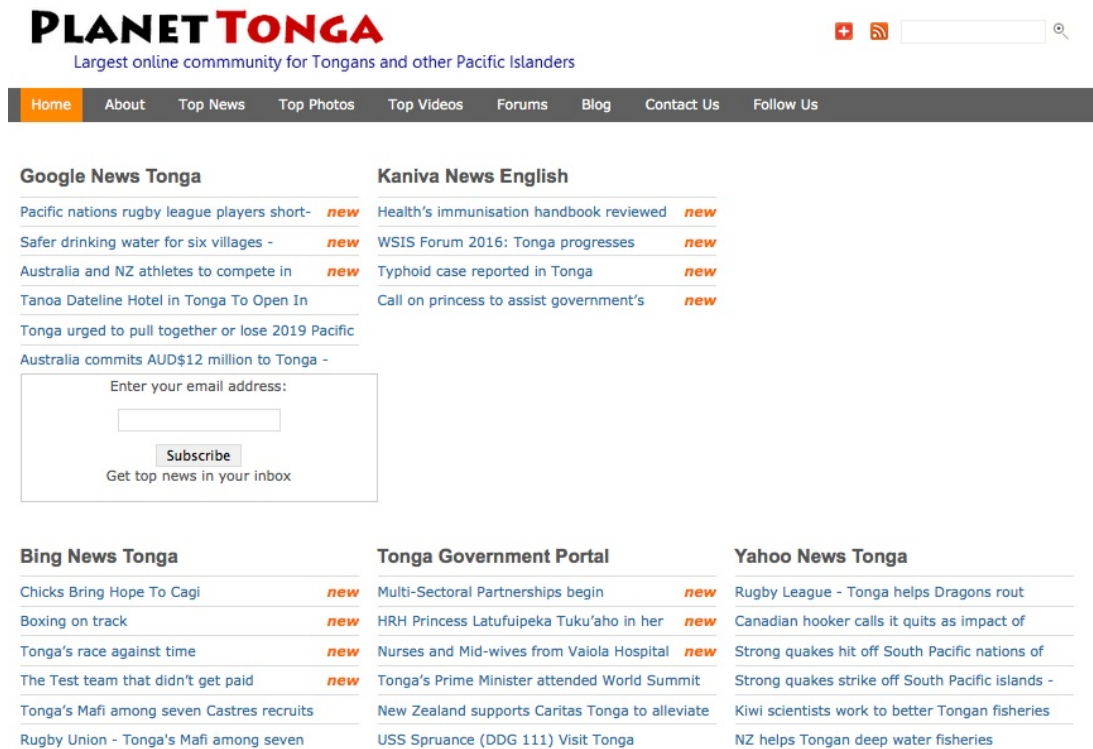 PLANET TONGA
Largest online commmunity for Tongans and other Pacific Islanders
Home About Top News Top Photos Top Videos Forums Blog Contact Us Follow Us
Google News Tonga
Pacific nations rugby league players short- new
Safer drinking water for six villages - new
Australia and NZ athletes to compete in new
Tanoa Dateline Hotel in Tonga To Open In
Tonga urged to pull together or lose 2019 Pacific
Australia commits AUD$12 million to Tonga -
Enter your email address:
Subscribe
Get top news in your inbox
Kaniva News English
Health's immunisation handbook reviewed new
WSIS Forum 2016: Tonga progresses new
Typhoid case reported in Tonga new
Call on princess to assist government's new
Bing News Tonga
Chicks Bring Hope To Cagi new
Boxing on track new
Tonga's race against time new
The Test team that didn't get paid new
Tonga's Mafi among seven Castres recruits
Rugby Union - Tonga's Mafi among seven
Tonga Government Portal
Multi-Sectoral Partnerships begin new
HRH Princess Latufuipeka Tuku'aho in her new
Nurses and Mid-wives from Vaiola Hospital new
Tonga's Prime Minister attended World Summit
New Zealand supports Caritas Tonga to alleviate
USS Spruance (DDG 111) Visit Tonga
Yahoo News Tonga
Rugby League - Tonga helps Dragons rout
Canadian hooker calls it quits as impact of
Strong quakes hit off South Pacific nations of
Strong quakes strike off South Pacific islands -
Kiwi scientists work to better Tongan fisheries
NZ helps Tongan deep water fisheries